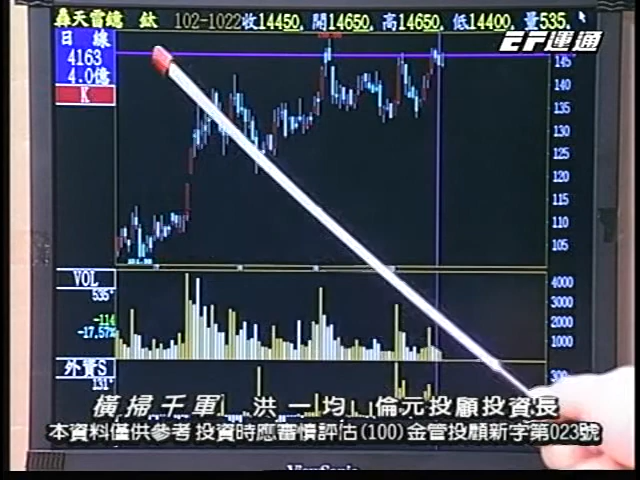 轟天雷鏡 鈦 102-1022收14450. 開14650. 高14650. 低14400. 量535.
EF運通
日 線
4163
4.0億
K
145
140
135
130
125
120
115
110
105
VOL
535
-114
-17.57%
4000
3000
2000
1000
外資S
131
300
橫掃千軍 洪一均 倫元投顧投資長
本資料僅供參考 投資時應審慎評估(100)金管投顧新字第023號
ViewSonic